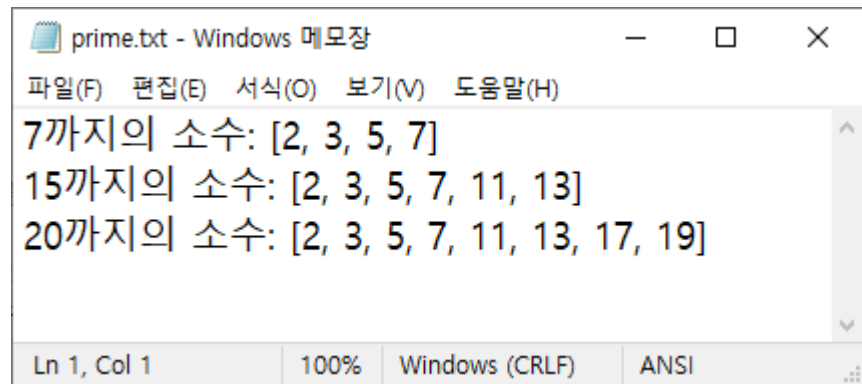 prime.txt - Windows 메모장
파일(F) 편집(E) 서식(O) 보기(V) 도움말(H)
7까지의 소수: [2, 3, 5, 7]
15까지의 소수: [2, 3, 5, 7, 11, 13]
20까지의 소수: [2, 3, 5, 7, 11, 13, 17, 19]
Ln 1, Col 1 100% Windows (CRLF) ANSI